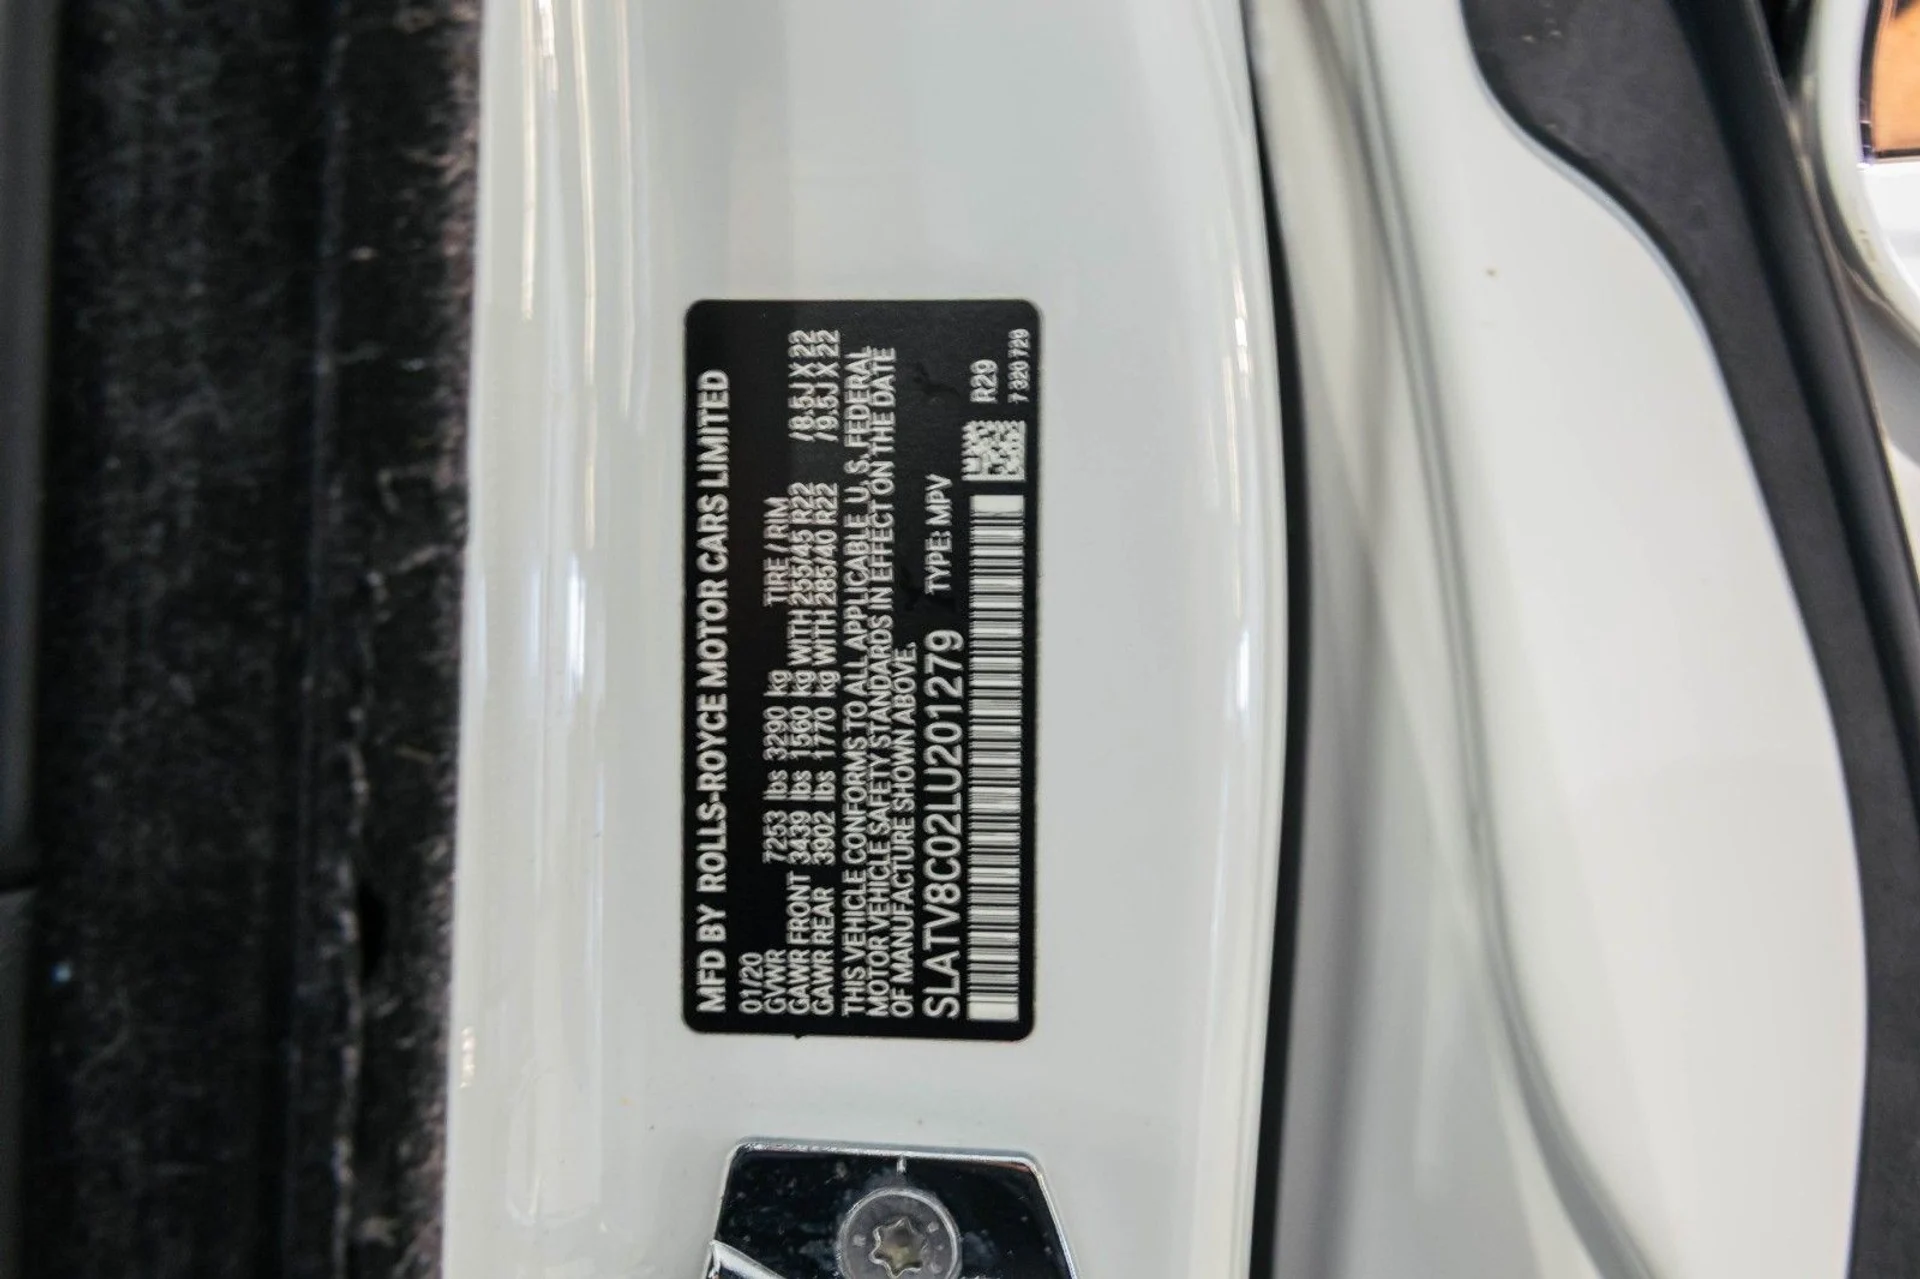 MFD BY ROLLS-ROYCE MOTOR CARS LIMITED
01/20
GVWR 7253 lbs 3290 kg TIRE / RIM
GAWR FRONT 3439 lbs 1560 kg WITH 255/45 R22 /8.5J X 22
GAWR REAR 3902 lbs 1770 kg WITH 285/40 R22 /9.5J X 22
THIS VEHICLE CONFORMS TO ALL APPLICABLE U.S. FEDERAL
MOTOR VEHICLE SAFETY STANDARDS IN EFFECT ON THE DATE
OF MANUFACTURE SHOWN ABOVE.
SLATV8C02LU201279 TYPE: MPV
R29
7 320 720